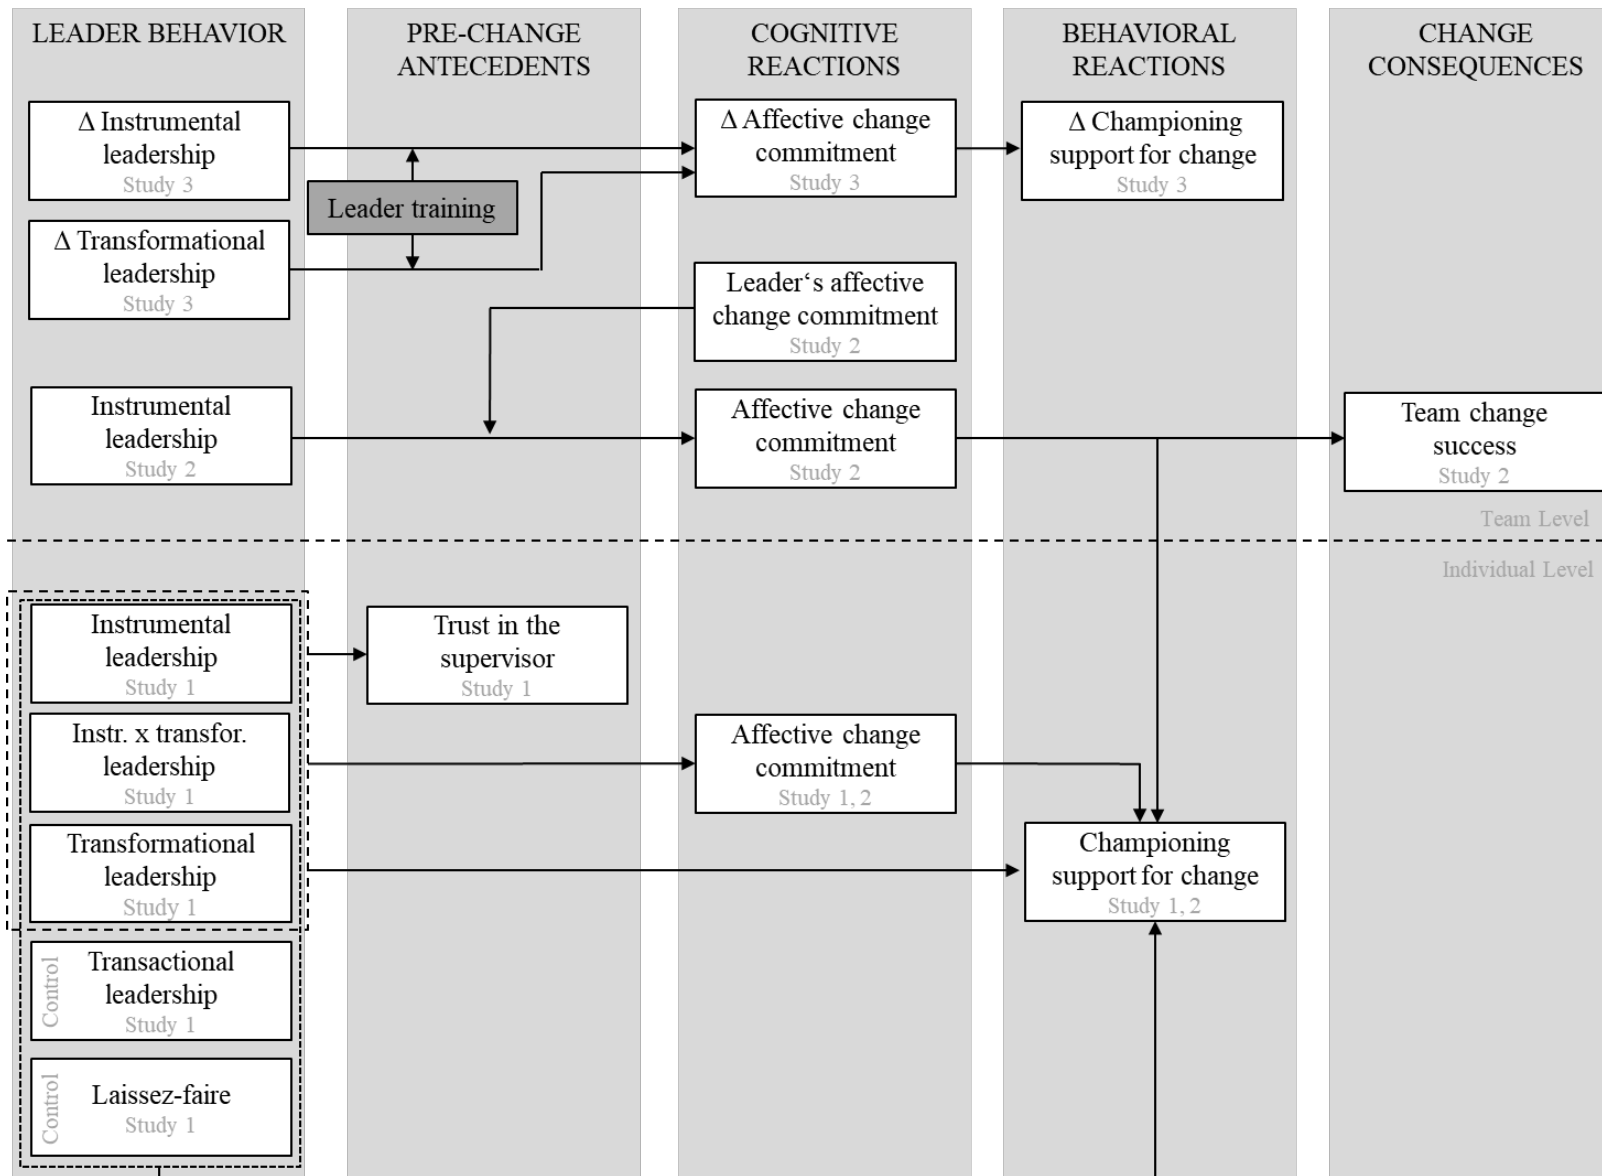 LEADER BEHAVIOR
PRE-CHANGE
ANTECEDENTS
COGNITIVE
REACTIONS
BEHAVIORAL
REACTIONS
CHANGE
CONSEQUENCES
Δ Instrumental
leadership
Study 3
Δ Affective change
commitment
Study 3
Δ Championing
support for change
Study 3
Leader training
Δ Transformational
leadership
Study 3
Leader‘s affective
change commitment
Study 2
Instrumental
leadership
Study 2
Affective change
commitment
Study 2
Team change
success
Study 2
Team Level
Individual Level
Instrumental
leadership
Study 1
Trust in the
supervisor
Study 1
Instr. x transfor.
leadership
Study 1
Affective change
commitment
Study 1, 2
Transformational
leadership
Study 1
Championing
support for change
Study 1, 2
Control
Transactional
leadership
Study 1
Control
Laissez-faire
Study 1